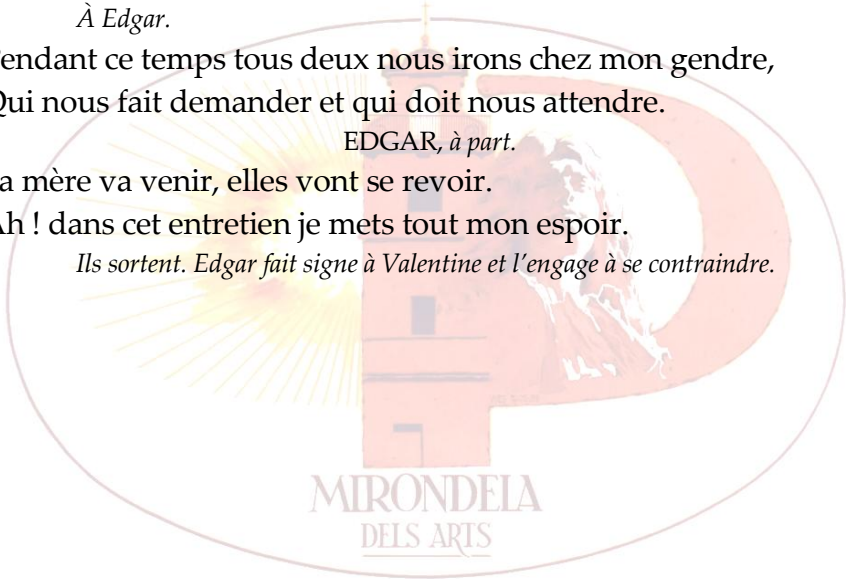 À Edgar.
endant ce temps tous deux nous irons chez mon gendre,
Qui nous fait demander et qui doit nous attendre.
EDGAR, à part.
a mère va venir, elles vont se revoir.
Ah ! dans cet entretien je mets tout mon espoir.
Ils sortent. Edgar fait signe à Valentine et l’engage à se contraindre.
MIRONDELA
DELS ARTS